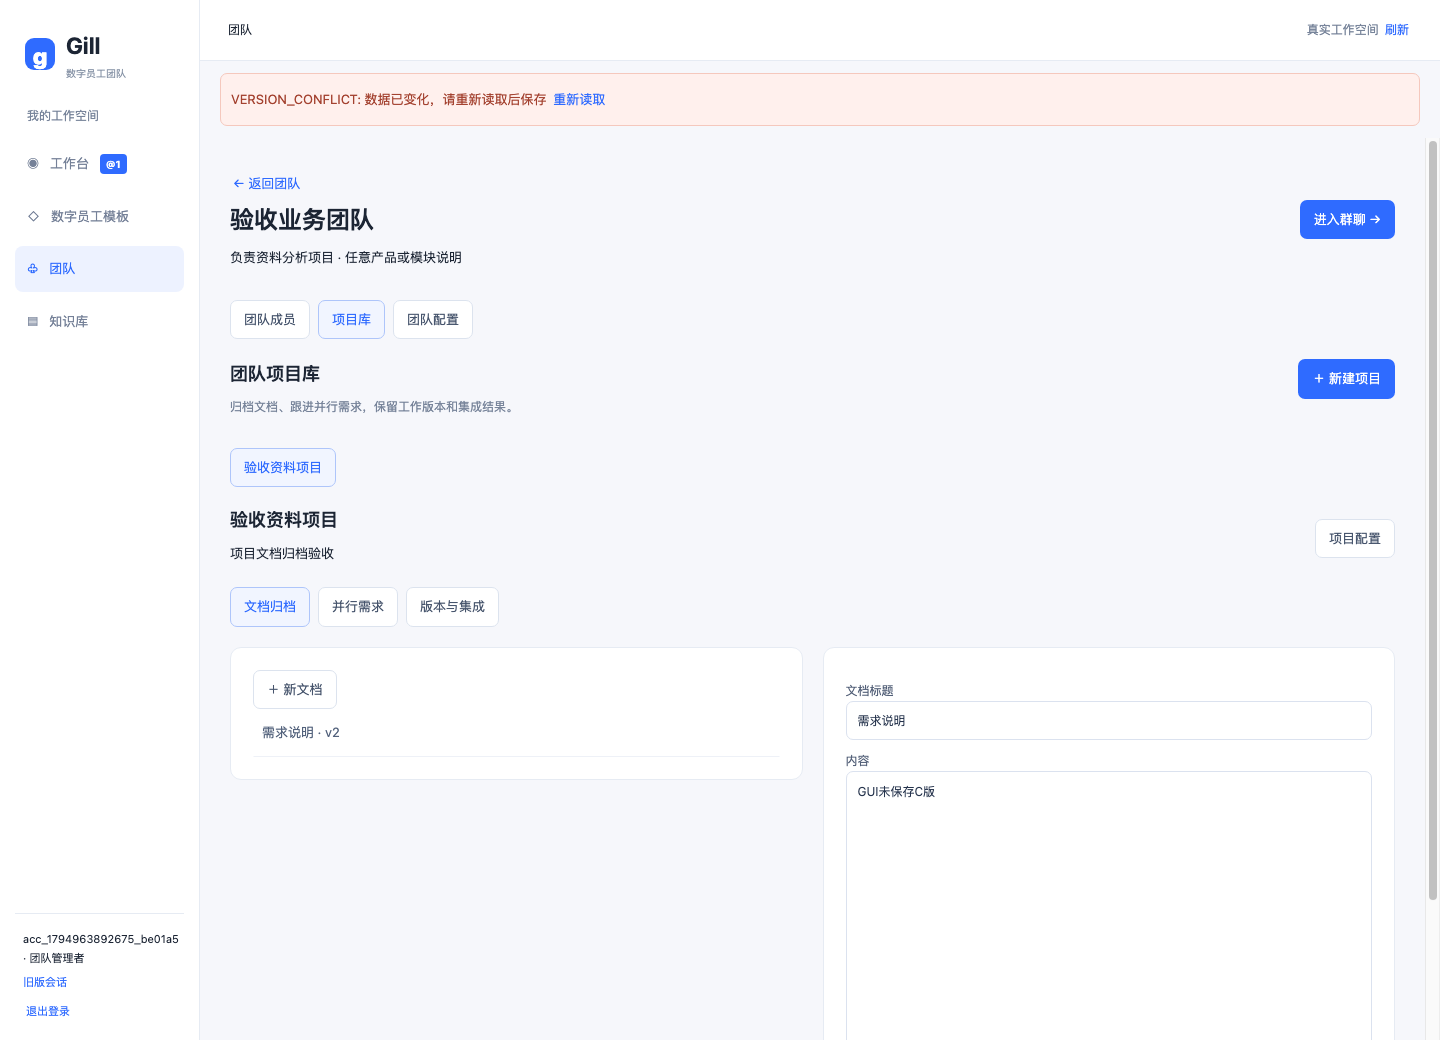 g
Gill
数字员工团队
我的工作空间
工作台 @1
数字员工模板
团队
知识库
acc_1794963892675_be01a5
· 团队管理者
旧版会话
退出登录
团队
真实工作空间 刷新
VERSION_CONFLICT: 数据已变化，请重新读取后保存 重新读取
← 返回团队
验收业务团队
进入群聊 →
负责资料分析项目 · 任意产品或模块说明
团队成员 项目库 团队配置
团队项目库
＋ 新建项目
归档文档、跟进并行需求，保留工作版本和集成结果。
验收资料项目
验收资料项目
项目配置
项目文档归档验收
文档归档 并行需求 版本与集成
＋ 新文档
需求说明 · v2
文档标题
需求说明
内容
GUI未保存C版